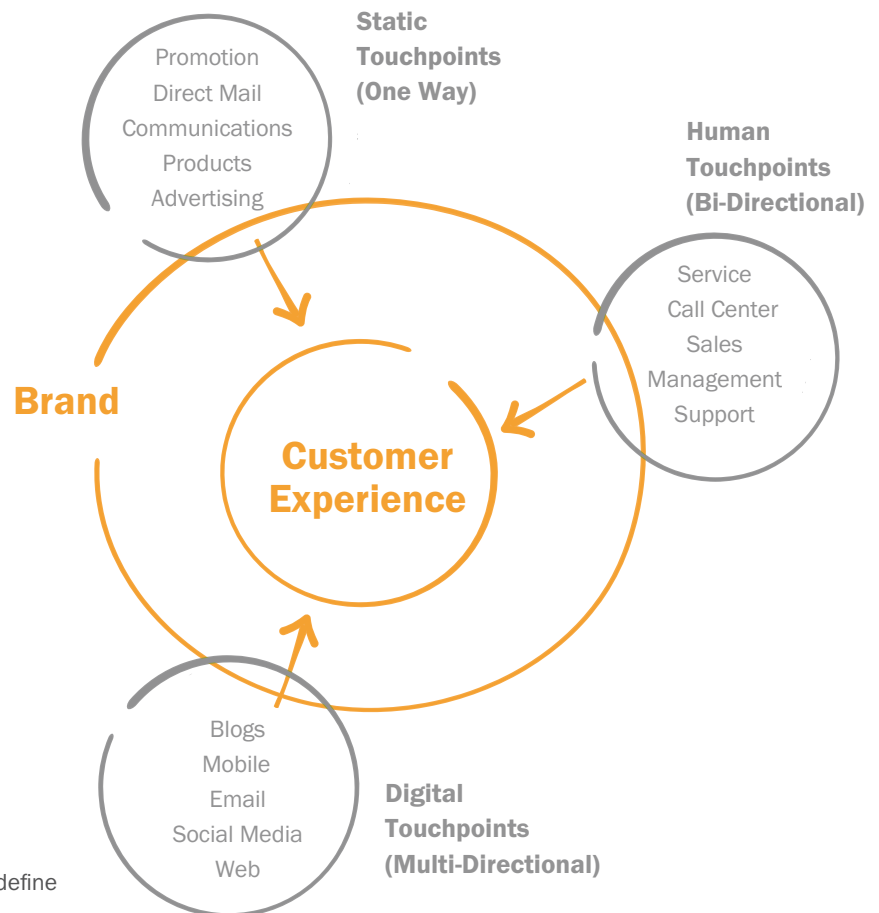 Static
Touchpoints
(One Way)
Promotion
Direct Mail
Communications
Products
Advertising
Human
Touchpoints
(Bi-Directional)
Service
Call Center
Sales
Management
Support
Brand
Customer
Experience
Blogs
Mobile
Email
Social Media
Web
Digital
Touchpoints
(Multi-Directional)
define